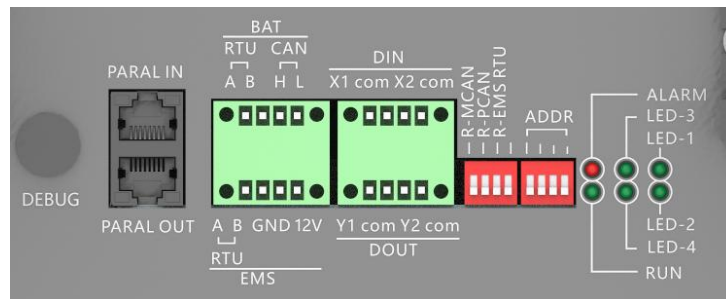 BAT
RTU CAN
A B H L
DIN
X1 com X2 com
PARAL IN
R-MCAN
R-PCAN
R-EMS RTU
ADDR
ALARM
LED-3
LED-1
DEBUG
PARAL OUT
A B GND 12V
RTU
EMS
Y1 com Y2 com
DOUT
LED-2
LED-4
RUN